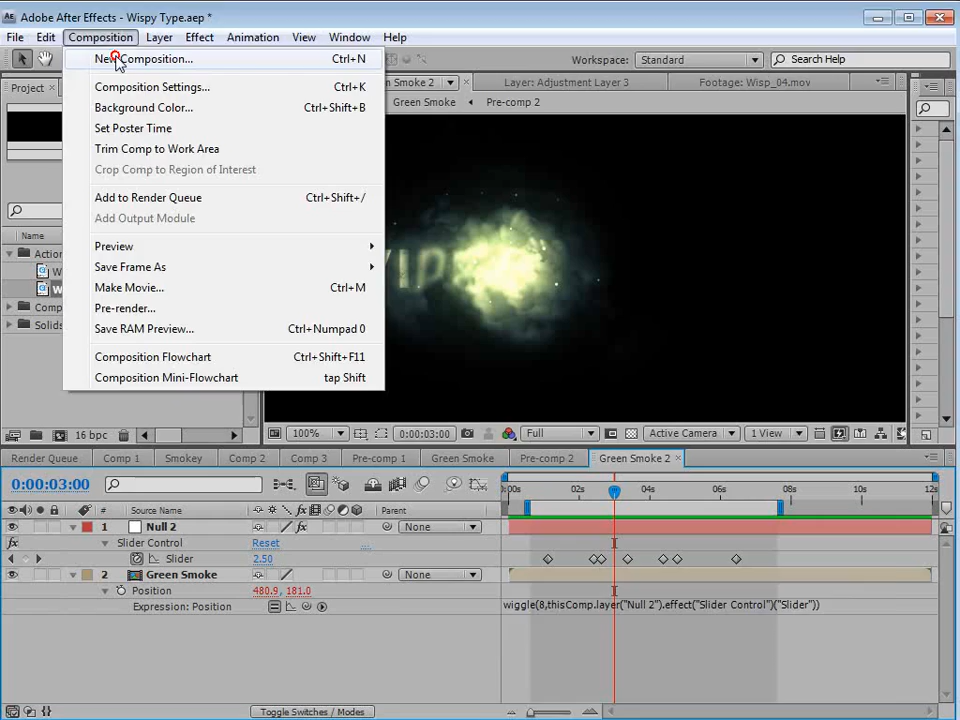 Adobe After Effects - Wispy Type.aep *
File Edit Composition Layer Effect Animation View Window Help
Workspace: Standard Search Help
New Composition... Ctrl+N
Composition Settings... Ctrl+K
Background Color... Ctrl+Shift+B
Set Poster Time
Trim Comp to Work Area
Crop Comp to Region of Interest
Add to Render Queue Ctrl+Shift+/
Add Output Module
Preview
Save Frame As
Make Movie... Ctrl+M
Pre-render...
Save RAM Preview... Ctrl+Numpad 0
Composition Flowchart Ctrl+Shift+F11
Composition Mini-Flowchart tap Shift
Project
Name
Action
W
W
Comp
Solids
16 bpc
Smoke 2 Layer: Adjustment Layer 3 Footage: Wisp_04.mov
Green Smoke Pre-comp 2
100% 0:00:03:00 Full Active Camera 1 View
Render Queue Comp 1 Smokey Comp 2 Comp 3 Pre-comp 1 Green Smoke Pre-comp 2 Green Smoke 2
0:00:03:00
:00s 02s 04s 06s 08s 10s 12s
# Source Name Parent
1 Null 2 None
Slider Control Reset ...
Slider 2.50
2 Green Smoke None
Position 480.9, 181.0
Expression: Position wiggle(8,thisComp.layer("Null 2").effect("Slider Control")("Slider"))
Toggle Switches / Modes